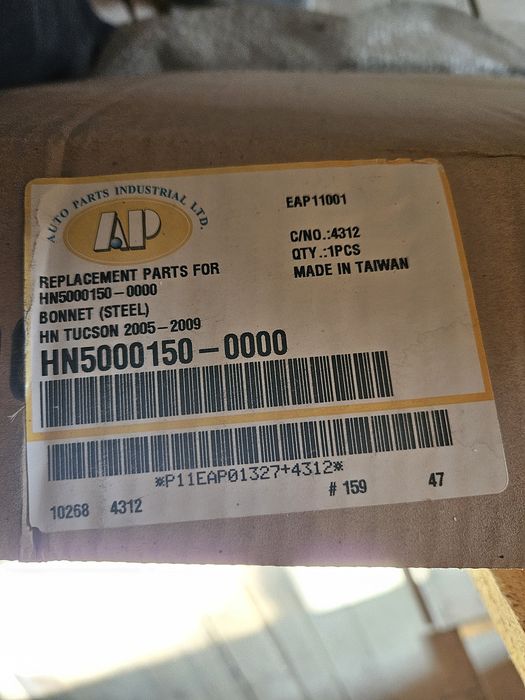 AUTO PARTS INDUSTRIAL LTD.
AP
EAP11001
C/NO.:4312
QTY.:1PCS
MADE IN TAIWAN
REPLACEMENT PARTS FOR
HN5000150-0000
BONNET (STEEL)
HN TUCSON 2005-2009
HN5000150-0000
*P11EAP01327+4312*
10268 4312 # 159 47